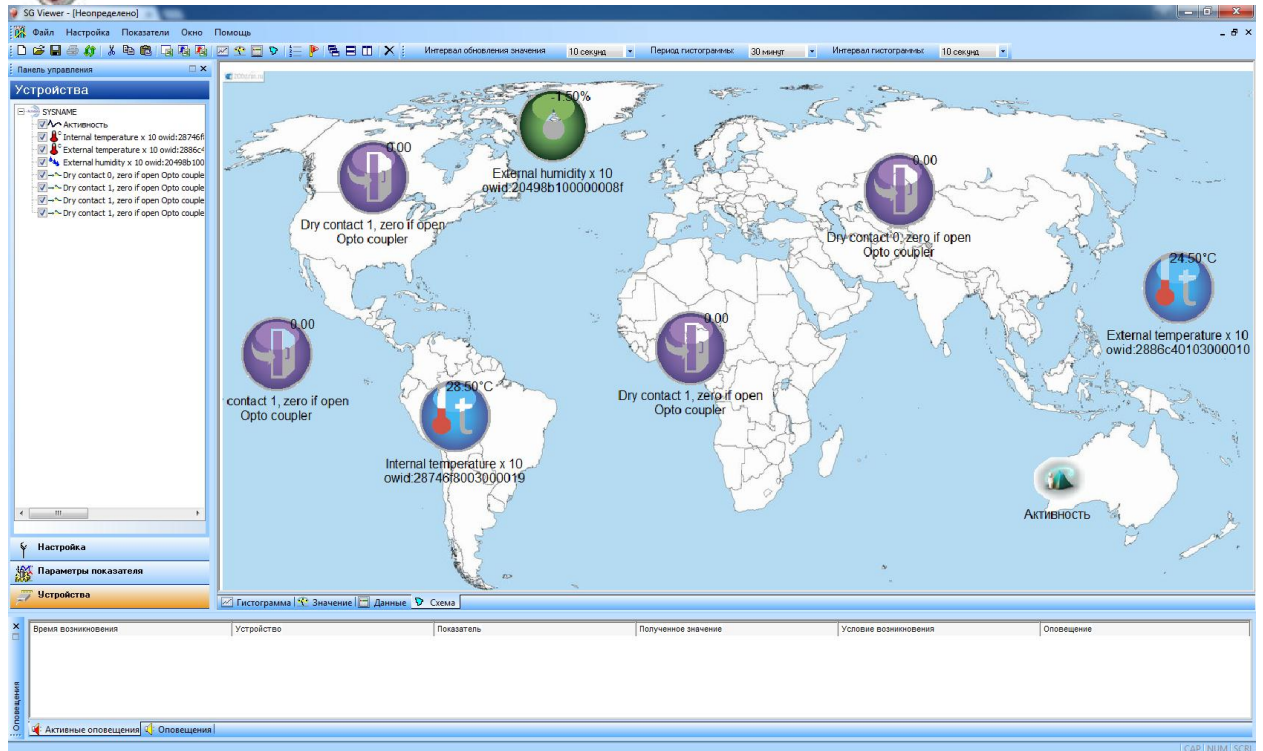 SG Viewer - [Неопределено]
Файл Настройка Показатели Окно Помощь
Интервал обновления значения 10 секунд Период гистограммы: 30 минут Интервал гистограммы: 10 секунд
Панель управления
Устройства
SYSNAME
Активность
Internal temperature x 10 owid:28746f
External temperature x 10 owid:2886c4
External humidity x 10 owid:20498b100
Dry contact 0, zero if open Opto couple
Dry contact 1, zero if open Opto couple
Dry contact 1, zero if open Opto couple
Dry contact 1, zero if open Opto couple
Настройка
Параметры показателя
Устройства
-1.50%
External humidity x 10
owid:20498b100000008f
0.00
Dry contact 1, zero if open
Opto coupler
0.00
Dry contact 0, zero if open
Opto coupler
24.50°C
External temperature x 10
owid:2886c40103000010
0.00
contact 1, zero if open
Opto coupler
0.00
Dry contact 1, zero if open
Opto coupler
28.50°C
Internal temperature x 10
owid:28746f8003000019
Активность
Гистограмма Значение Данные Схема
Время возникновения Устройство Показатель Полученное значение Условие возникновения Оповещение
Оповещения
Активные оповещения Оповещения
CAP NUM SCRL